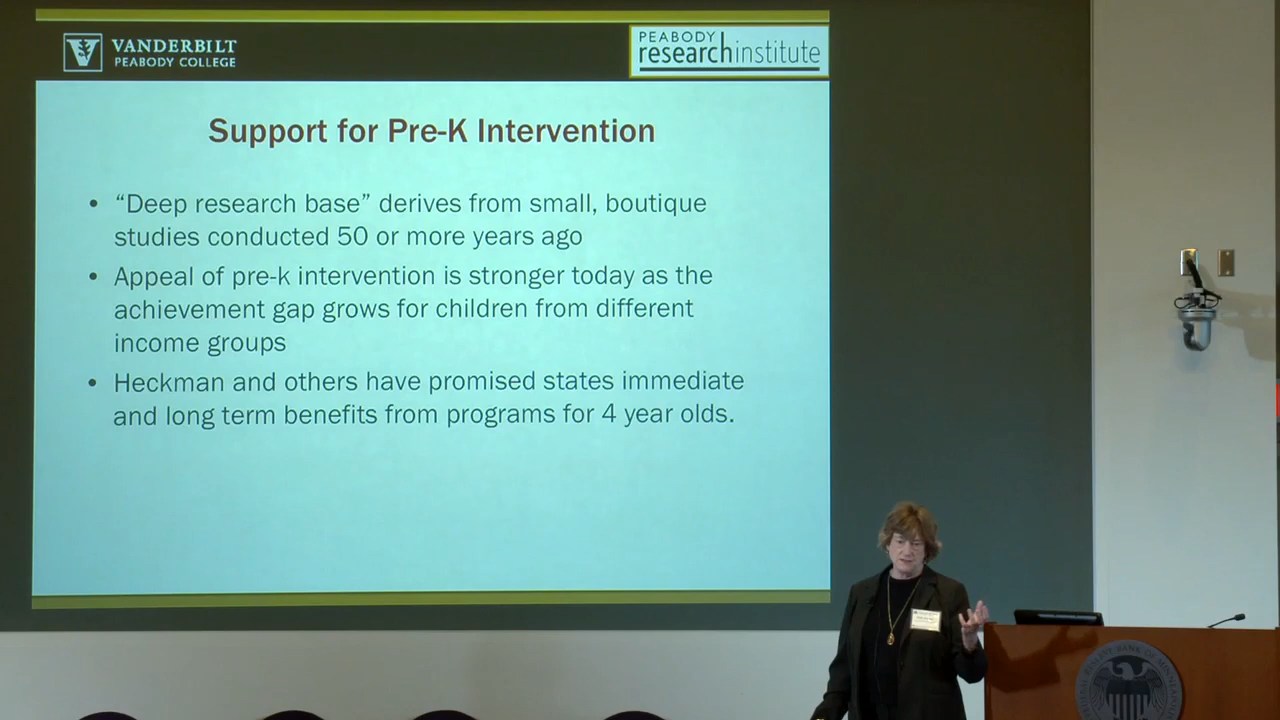 VANDERBILT
PEABODY COLLEGE
PEABODY
researchinstitute
Support for Pre-K Intervention
• “Deep research base” derives from small, boutique
studies conducted 50 or more years ago
• Appeal of pre-k intervention is stronger today as the
achievement gap grows for children from different
income groups
• Heckman and others have promised states immediate
and long term benefits from programs for 4 year olds.